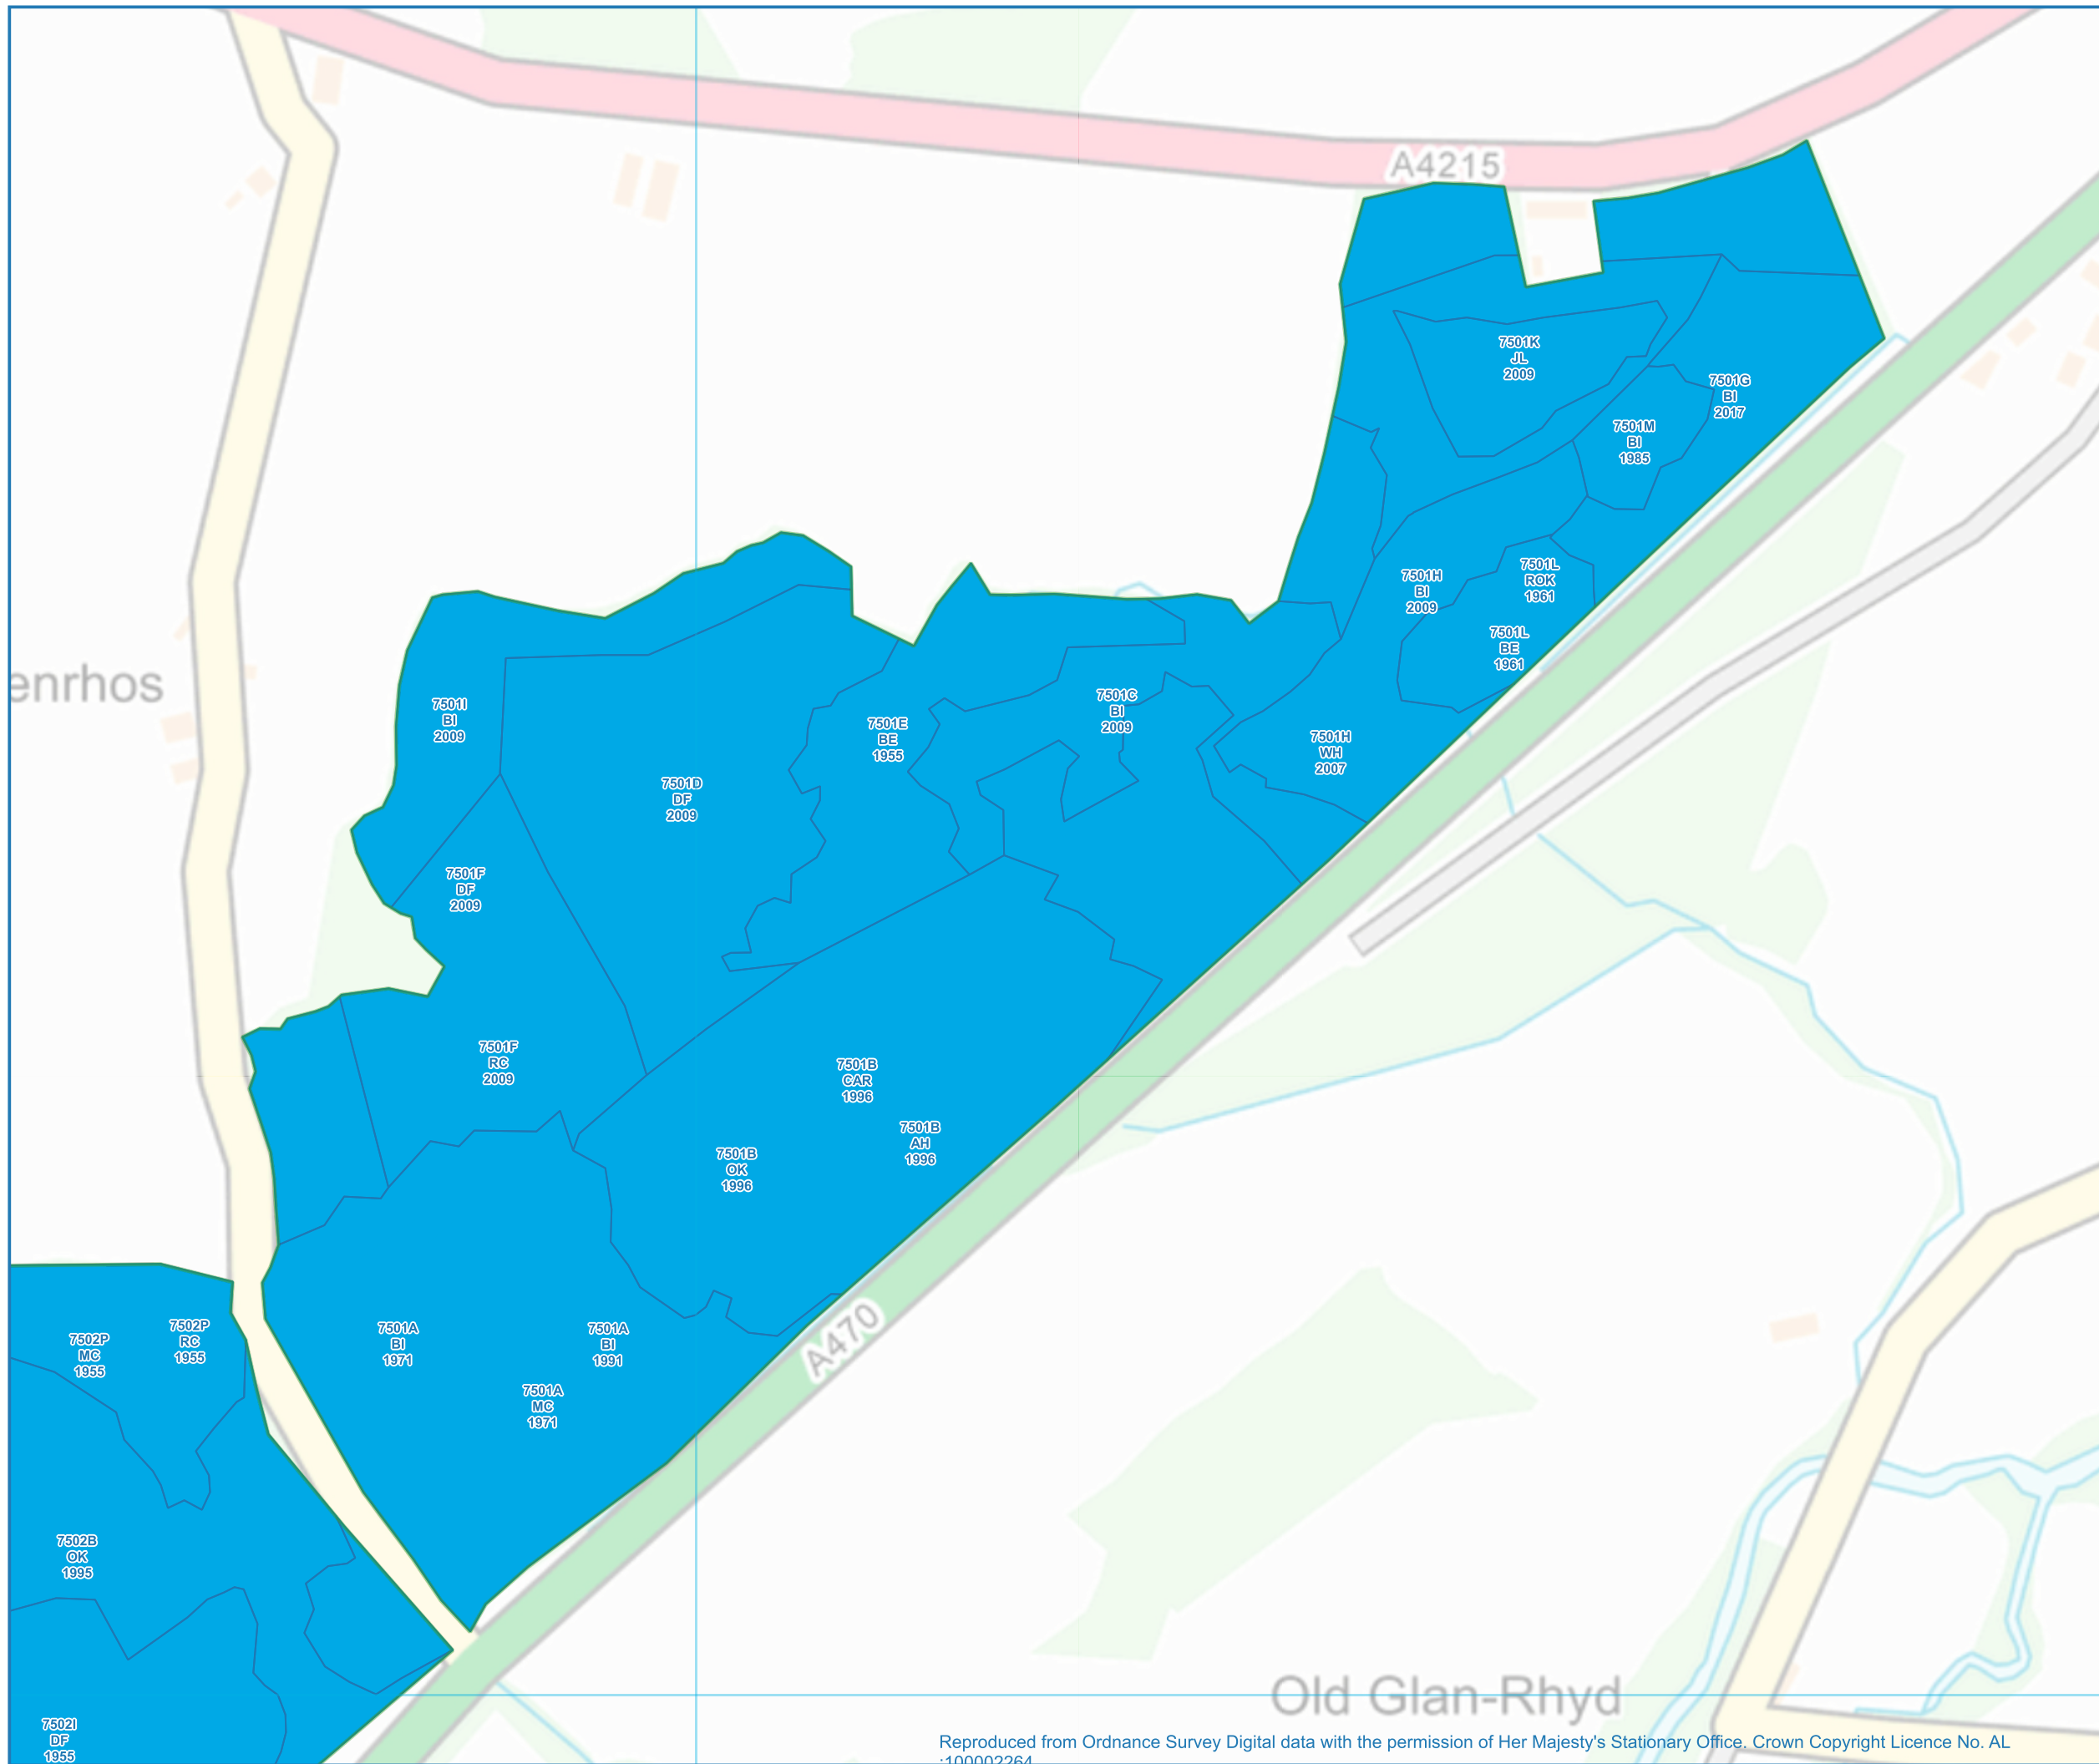 A4215
7501K
JL
2009
7501G
BI
2017
7501M
BI
1985
7501H
BI
2009
7501L
ROK
1961
7501L
BE
1961
enrhos
7501I
BI
2009
7501C
BI
2009
7501E
BE
1955
7501H
WH
2007
7501D
DF
2009
7501F
DF
2009
7501F
RC
2009
7501B
CAR
1996
7501B
AH
1996
7501B
OK
1996
7502P
MC
1955
7502P
RC
1955
7501A
BI
1971
7501A
BI
1991
7501A
MC
1971
A470
7502B
OK
1995
Old Glan-Rhyd
7502I
DF
1955
Reproduced from Ordnance Survey Digital data with the permission of Her Majesty's Stationary Office. Crown Copyright Licence No. AL
:100002264